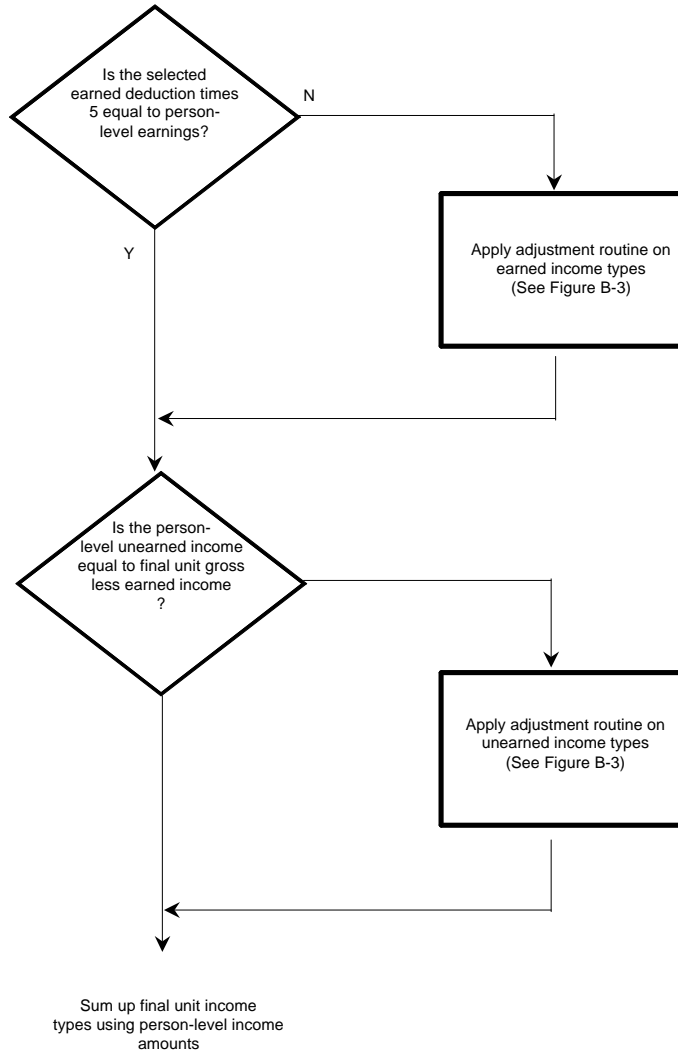 Is the selected
earned deduction times
5 equal to person-
level earnings?
N
Y
Apply adjustment routine on
earned income types
(See Figure B-3)
Is the person-
level unearned income
equal to final unit gross
less earned income
?
Apply adjustment routine on
unearned income types
(See Figure B-3)
Sum up final unit income
types using person-level income
amounts